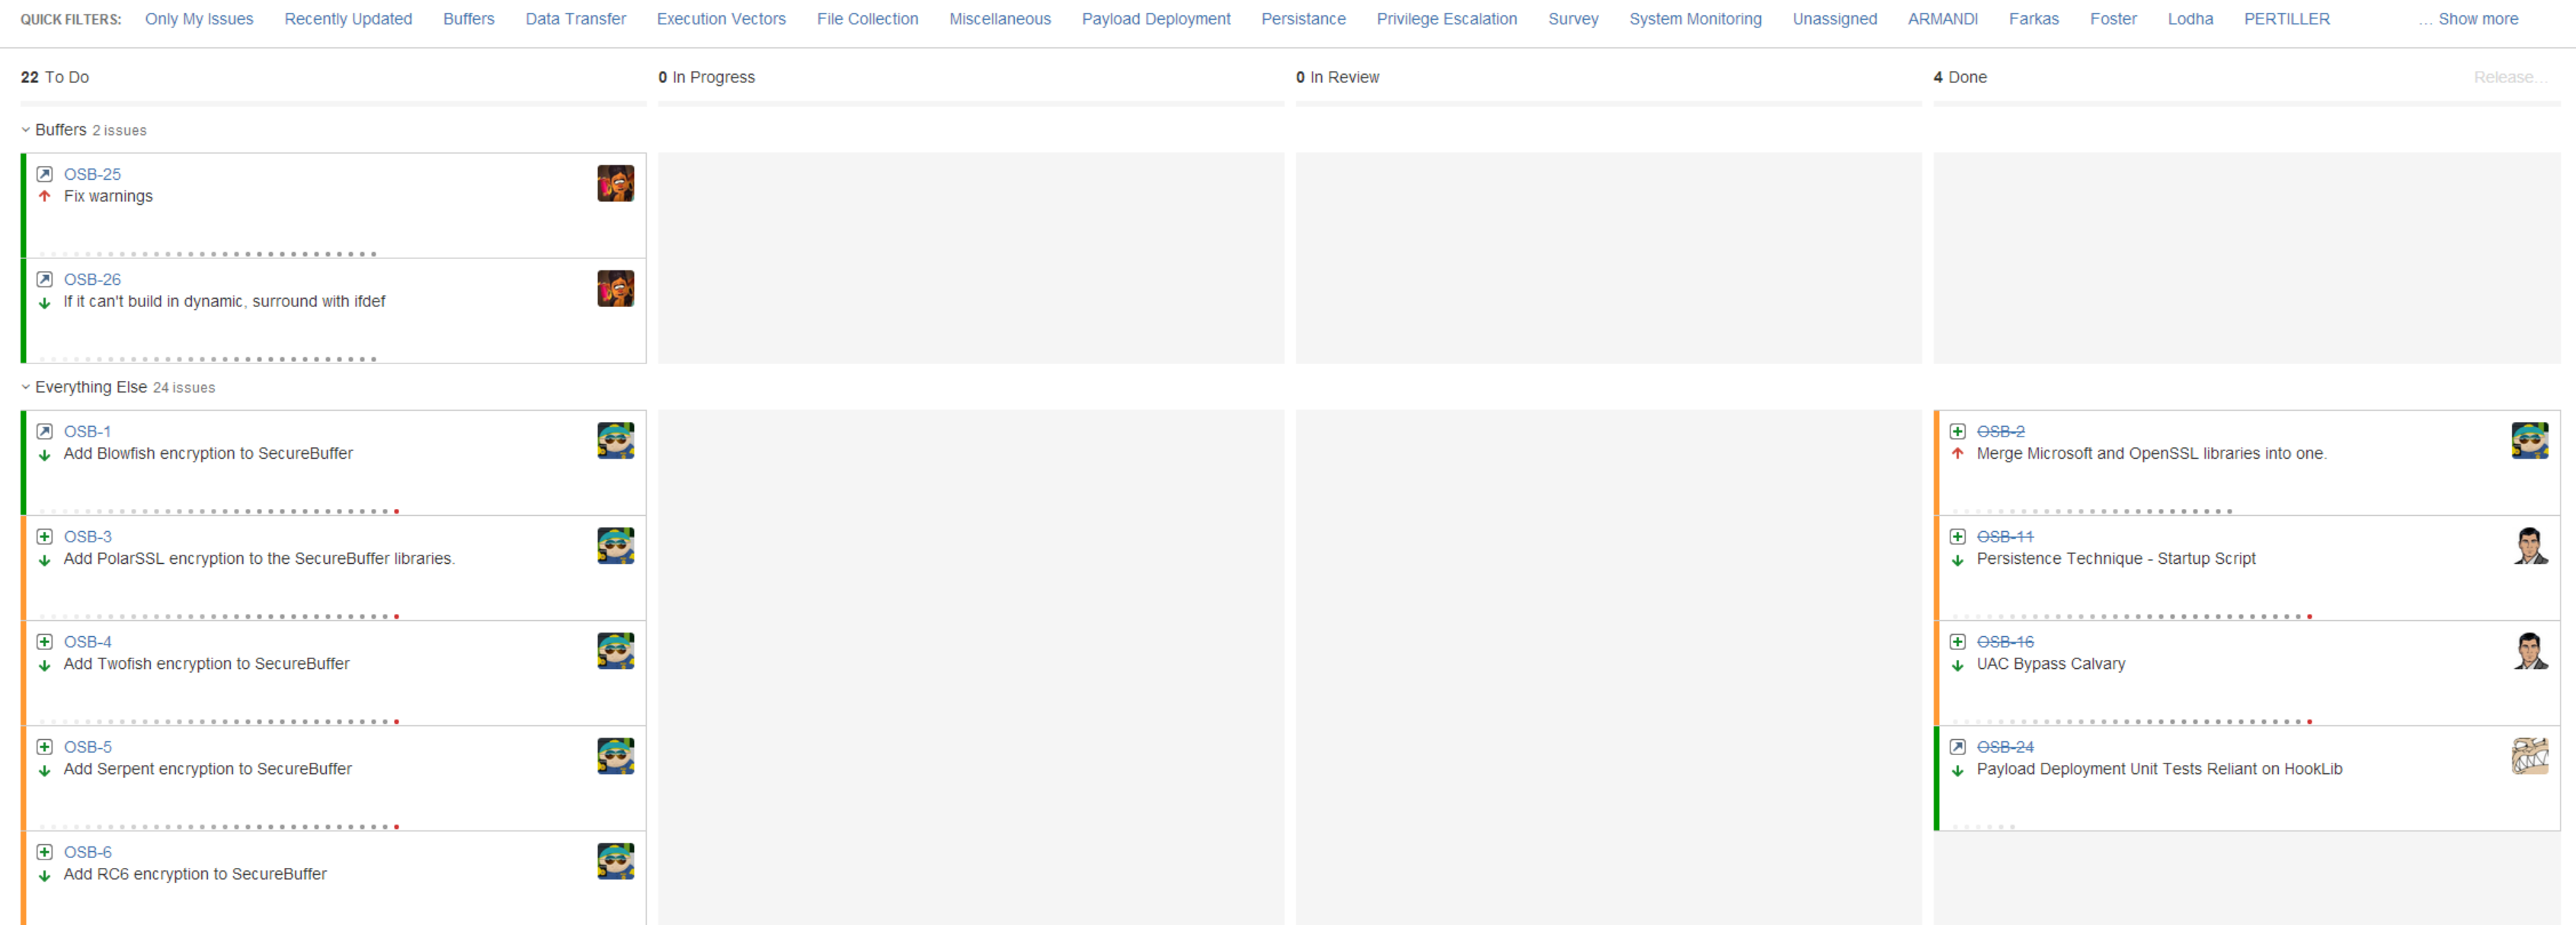 QUICK FILTERS: Only My Issues Recently Updated Buffers Data Transfer Execution Vectors File Collection Miscellaneous Payload Deployment Persistance Privilege Escalation Survey System Monitoring Unassigned ARMANDI Farkas Foster Lodha PERTILLER ... Show more
22 To Do 0 In Progress 0 In Review 4 Done Release...
Buffers 2 issues
OSB-25
Fix warnings
OSB-26
If it can't build in dynamic, surround with ifdef
Everything Else 24 issues
OSB-1
Add Blowfish encryption to SecureBuffer
OSB-3
Add PolarSSL encryption to the SecureBuffer libraries.
OSB-4
Add Twofish encryption to SecureBuffer
OSB-5
Add Serpent encryption to SecureBuffer
OSB-6
Add RC6 encryption to SecureBuffer
OSB-2
Merge Microsoft and OpenSSL libraries into one.
OSB-11
Persistence Technique - Startup Script
OSB-16
UAC Bypass Calvary
OSB-24
Payload Deployment Unit Tests Reliant on HookLib